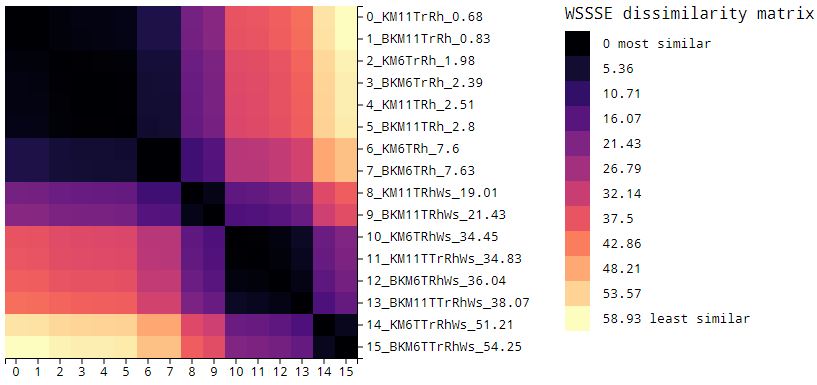 WSSSE dissimilarity matrix
0_KM11TrRh_0.68
1_BKM11TrRh_0.83
2_KM6TrRh_1.98
3_BKM6TrRh_2.39
4_KM11TRh_2.51
5_BKM11TRh_2.8
6_KM6TRh_7.6
7_BKM6TRh_7.63
8_KM11TRhWs_19.01
9_BKM11TRhWs_21.43
10_KM6TRhWs_34.45
11_KM11TTrRhWs_34.83
12_BKM6TRhWs_36.04
13_BKM11TTrRhWs_38.07
14_KM6TTrRhWs_51.21
15_BKM6TTrRhWs_54.25
0 1 2 3 4 5 6 7 8 9 10 11 12 13 14 15
0 most similar
5.36
10.71
16.07
21.43
26.79
32.14
37.5
42.86
48.21
53.57
58.93 least similar